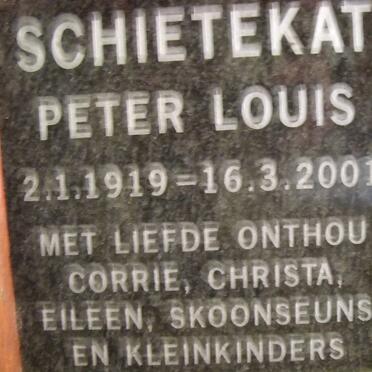 SCHIETEKAT
PETER LOUIS
2.1.1919=16.3.2001
MET LIEFDE ONTHOU
CORRIE, CHRISTA,
EILEEN, SKOONSEUNS
EN KLEINKINDERS